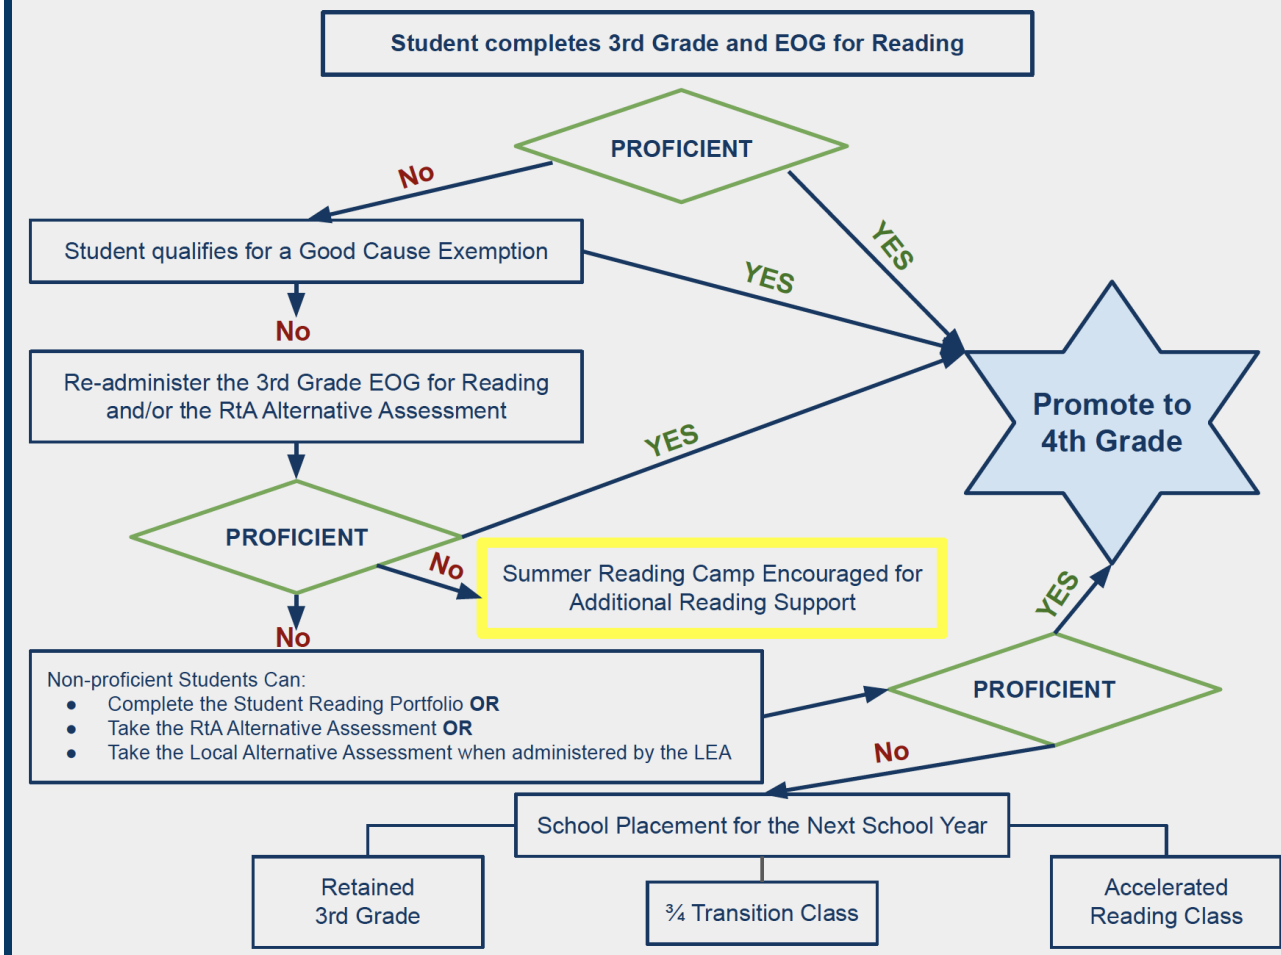 Student completes 3rd Grade and EOG for Reading
PROFICIENT
No
YES
Student qualifies for a Good Cause Exemption
YES
No
Re-administer the 3rd Grade EOG for Reading
and/or the RtA Alternative Assessment
YES
Promote to
4th Grade
PROFICIENT
No
Summer Reading Camp Encouraged for
Additional Reading Support
No
YES
Non-proficient Students Can:
● Complete the Student Reading Portfolio OR
● Take the RtA Alternative Assessment OR
● Take the Local Alternative Assessment when administered by the LEA
PROFICIENT
No
School Placement for the Next School Year
Retained
3rd Grade
¾ Transition Class
Accelerated
Reading Class